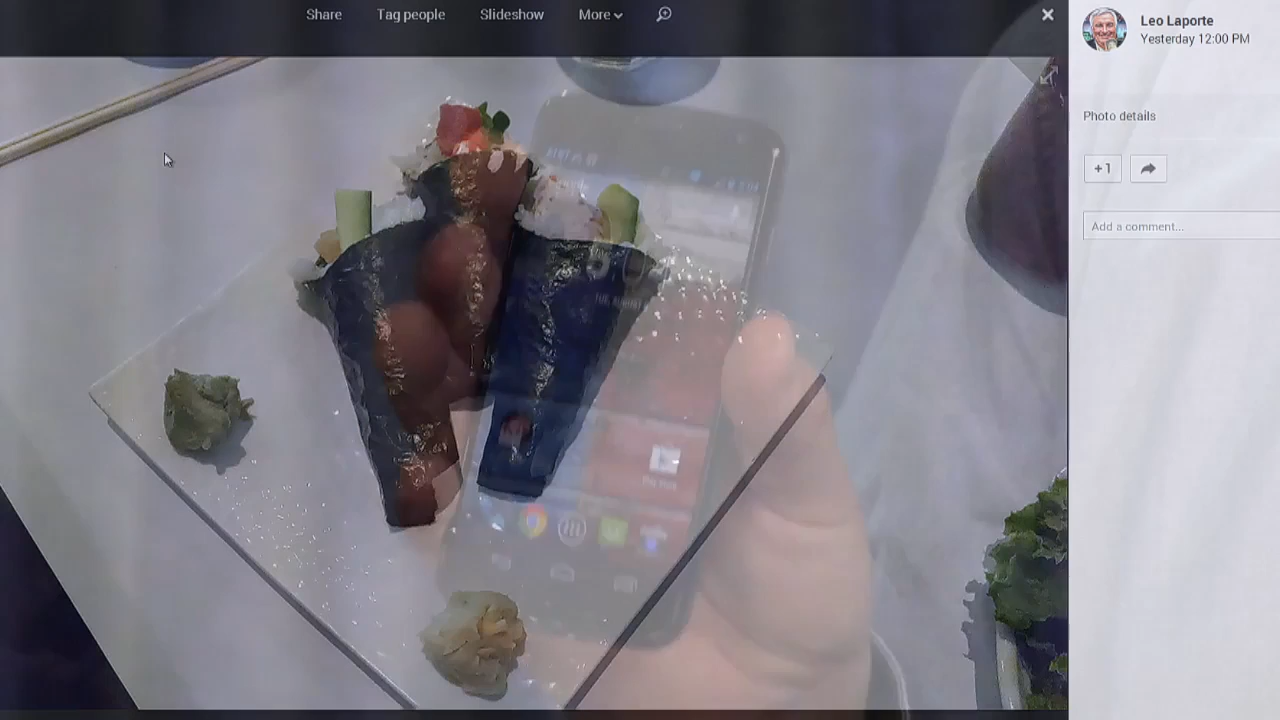 Share Tag people Slideshow More
Leo Laporte
Yesterday 12:00 PM
Photo details
+1
Add a comment...